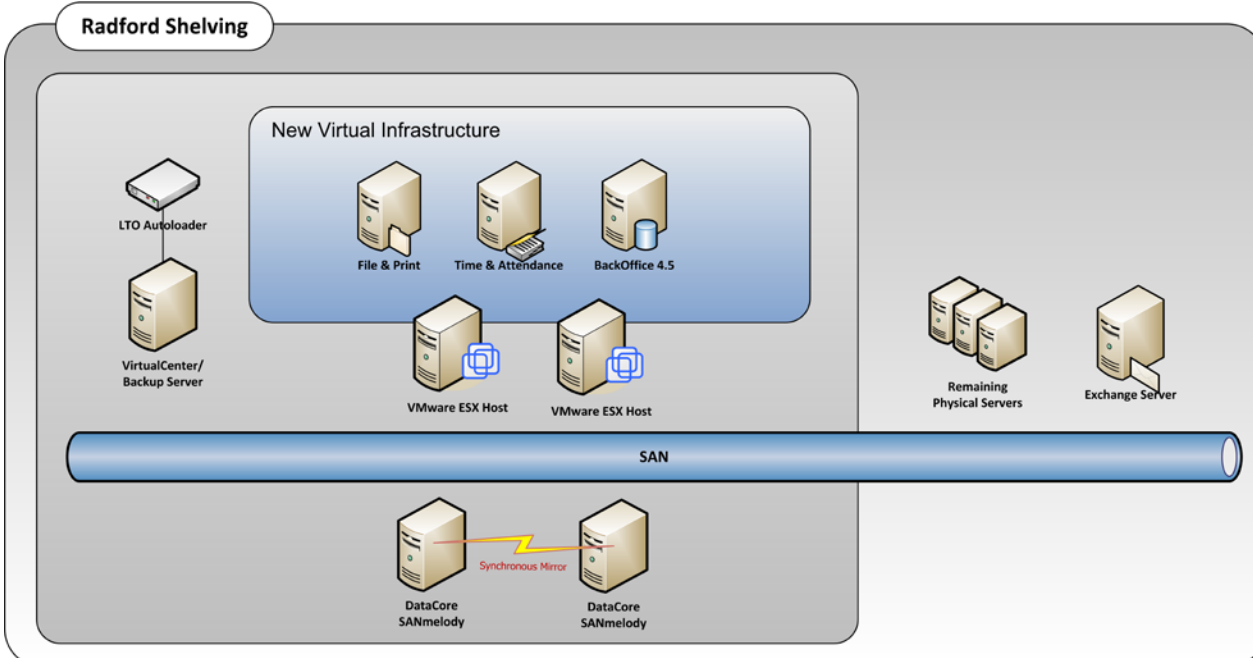 Radford Shelving
New Virtual Infrastructure
LTO Autoloader
File & Print
Time & Attendance
BackOffice 4.5
VirtualCenter/
Backup Server
VMware ESX Host
VMware ESX Host
Remaining
Physical Servers
Exchange Server
SAN
Synchronous Mirror
DataCore
SANmelody
DataCore
SANmelody